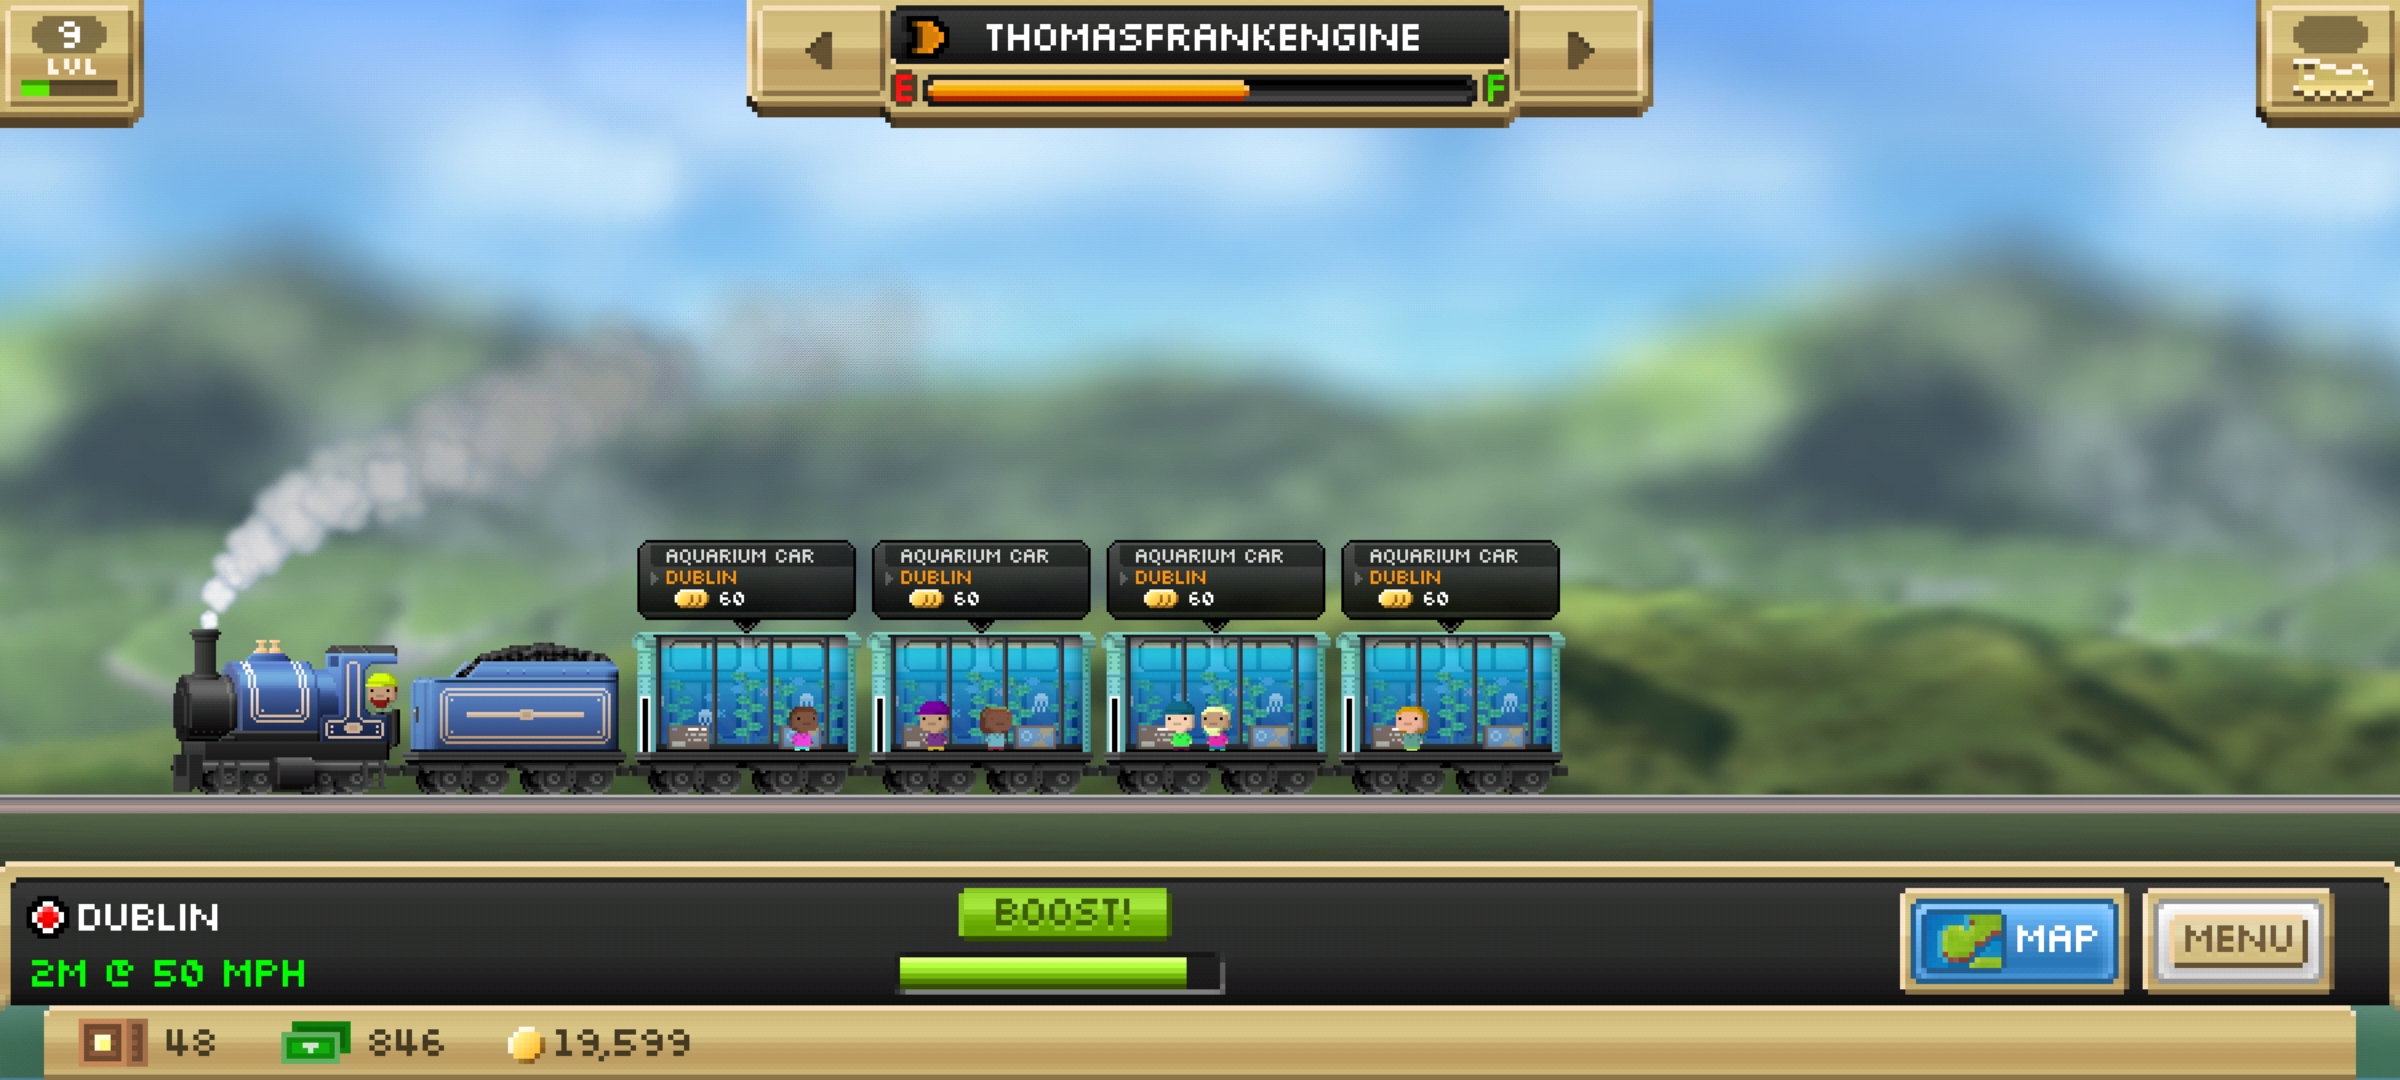 9
LVL
THOMASFRANKENGINE
E F
AQUARIUM CAR
DUBLIN
60
AQUARIUM CAR
DUBLIN
60
AQUARIUM CAR
DUBLIN
60
AQUARIUM CAR
DUBLIN
60
DUBLIN
2M @ 50 MPH
BOOST!
MAP
MENU
48
846
19,599